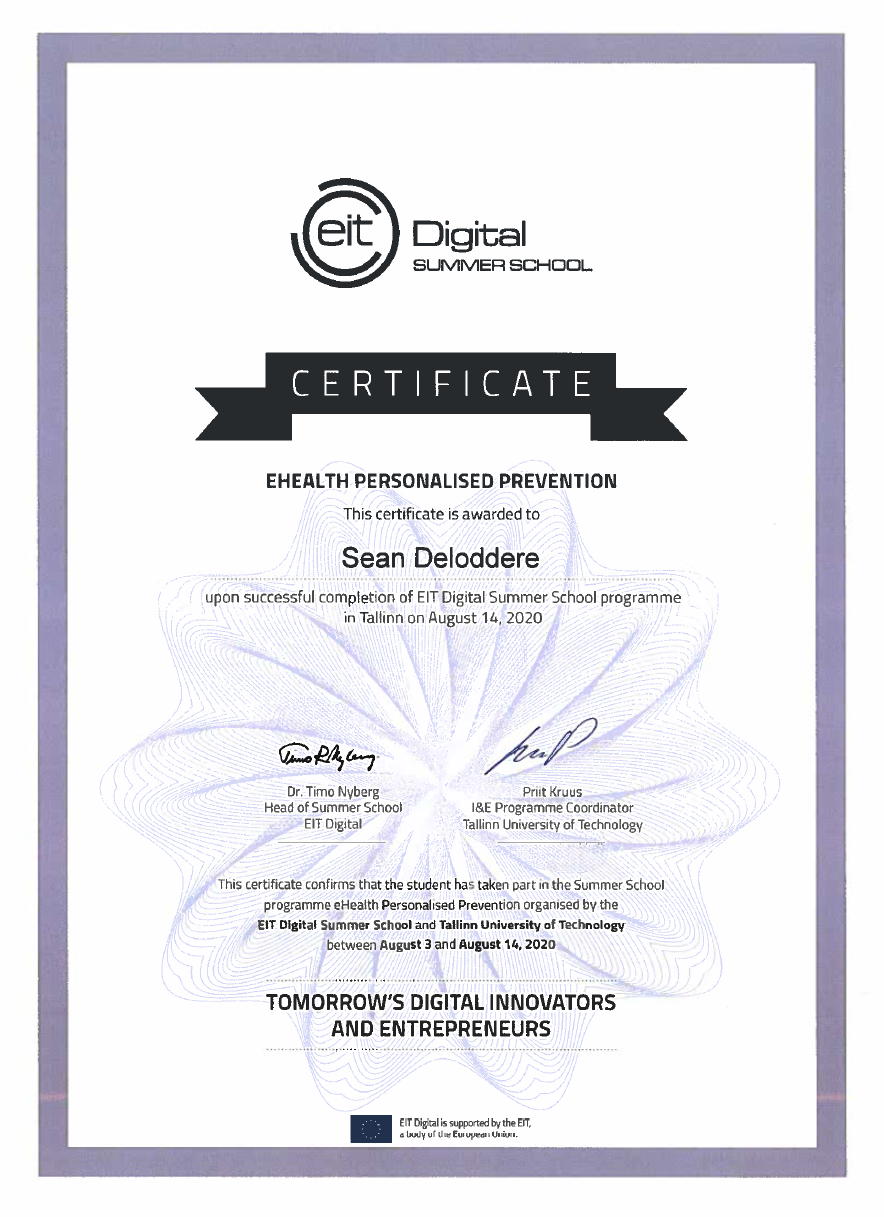 eit Digital
SUMMER SCHOOL
CERTIFICATE
EHEALTH PERSONALISED PREVENTION
This certificate is awarded to
Sean Deloddere
upon successful completion of EIT Digital Summer School programme
in Tallinn on August 14, 2020
Timo R Nyberg
Dr. Timo Nyberg
Head of Summer School
EIT Digital
Priit Kruus
I&E Programme Coordinator
Tallinn University of Technology
This certificate confirms that the student has taken part in the Summer School
programme eHealth Personalised Prevention organised by the
EIT Digital Summer School and Tallinn University of Technology
between August 3 and August 14, 2020
TOMORROW'S DIGITAL INNOVATORS
AND ENTREPRENEURS
EIT Digital is supported by the EIT,
a body of the European Union.